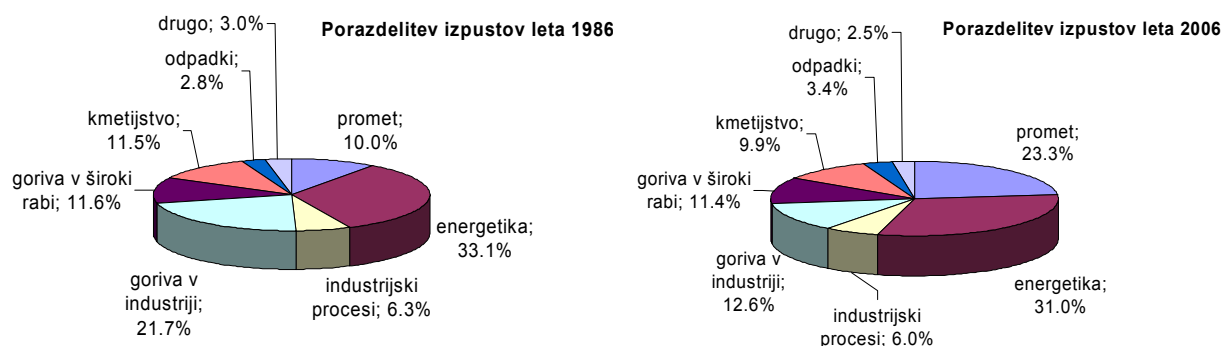 Porazdelitev izpustov leta 1986
drugo; 3.0%
odpadki;
2.8%
kmetijstvo;
11.5%
goriva v široki
rabi; 11.6%
goriva v
industriji;
21.7%
industrijski
procesi; 6.3%
energetika;
33.1%
promet;
10.0%
Porazdelitev izpustov leta 2006
drugo; 2.5%
odpadki;
3.4%
kmetijstvo;
9.9%
goriva v široki
rabi; 11.4%
goriva v
industriji;
12.6%
industrijski
procesi; 6.0%
energetika;
31.0%
promet;
23.3%